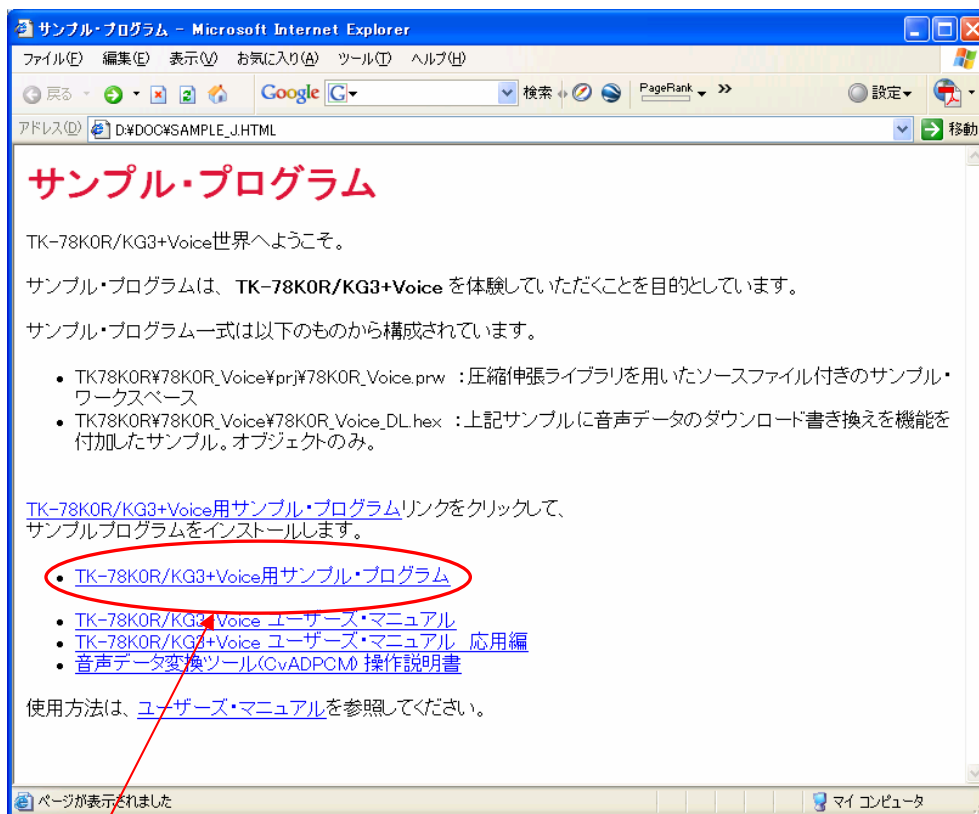 サンプル・プログラム - Microsoft Internet Explorer
ファイル(F) 編集(E) 表示(V) お気に入り(A) ツール(T) ヘルプ(H)
戻る Google G 検索 PageRank 設定
アドレス(D) D:¥DOC¥SAMPLE_J.HTML 移動
サンプル・プログラム
TK-78K0R/KG3+Voice世界へようこそ。
サンプル・プログラムは、 TK-78K0R/KG3+Voice を体験していただくことを目的としています。
サンプル・プログラム一式は以下のものから構成されています。
• TK78K0R¥78K0R_Voice¥prj¥78K0R_Voice.prw ：圧縮伸張ライブラリを用いたソースファイル付きのサンプル・
ワークスペース
• TK78K0R¥78K0R_Voice¥78K0R_Voice_DL.hex ：上記サンプルに音声データのダウンロード書き換えを機能を
付加したサンプル。オブジェクトのみ。
TK-78K0R/KG3+Voice用サンプル・プログラムリンクをクリックして、
サンプルプログラムをインストールします。
• TK-78K0R/KG3+Voice用サンプル・プログラム
• TK-78K0R/KG3+Voice ユーザーズ・マニュアル
• TK-78K0R/KG3+Voice ユーザーズ・マニュアル 応用編
• 音声データ変換ツール(CvADPCM) 操作説明書
使用方法は、ユーザーズ・マニュアルを参照してください。
ページが表示されました マイ コンピュータ